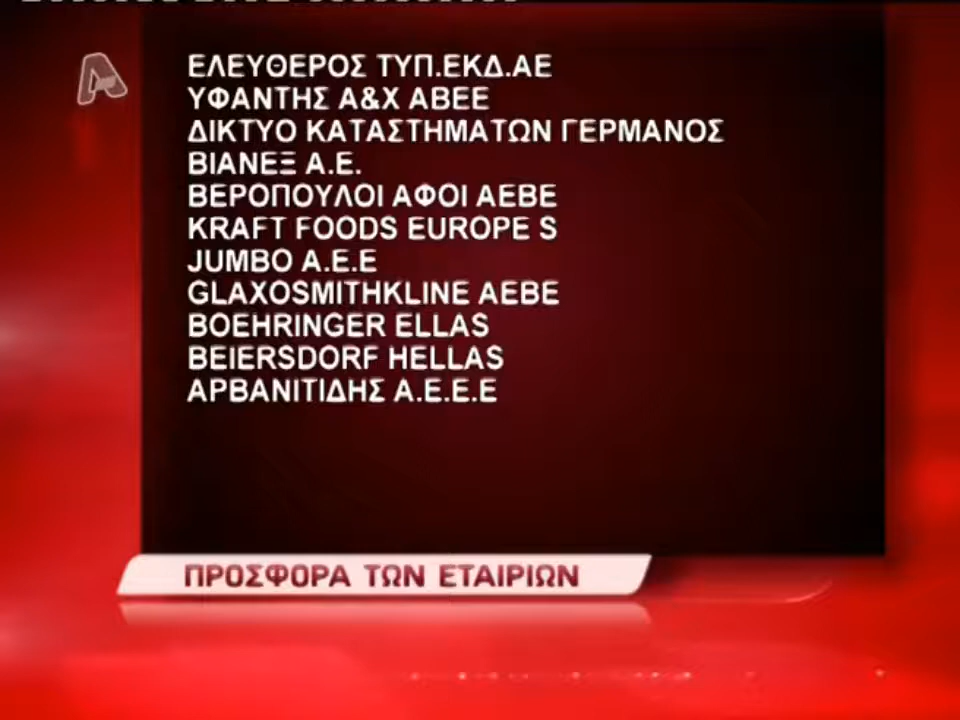 ΕΛΕΥΘΕΡΟΣ ΤΥΠ.ΕΚΔ.ΑΕ
ΥΦΑΝΤΗΣ Α&Χ ΑΒΕΕ
ΔΙΚΤΥΟ ΚΑΤΑΣΤΗΜΑΤΩΝ ΓΕΡΜΑΝΟΣ
ΒΙΑΝΕΞ Α.Ε.
ΒΕΡΟΠΟΥΛΟΙ ΑΦΟΙ ΑΕΒΕ
KRAFT FOODS EUROPE S
JUMBO A.E.E
GLAXOSMITHKLINE AEBE
BOEHRINGER ELLAS
BEIERSDORF HELLAS
ΑΡΒΑΝΙΤΙΔΗΣ Α.Ε.Ε.Ε
ΠΡΟΣΦΟΡΑ ΤΩΝ ΕΤΑΙΡΙΩΝ